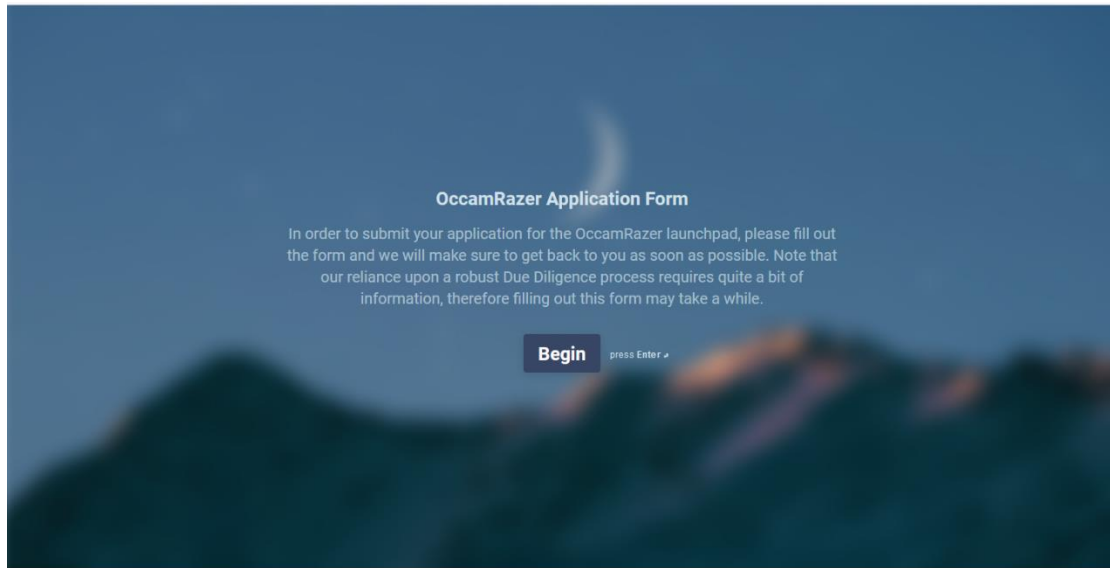 OccamRazer Application Form
In order to submit your application for the OccamRazer launchpad, please fill out
the form and we will make sure to get back to you as soon as possible. Note that
our reliance upon a robust Due Diligence process requires quite a bit of
information, therefore filling out this form may take a while.
Begin press Enter ↵